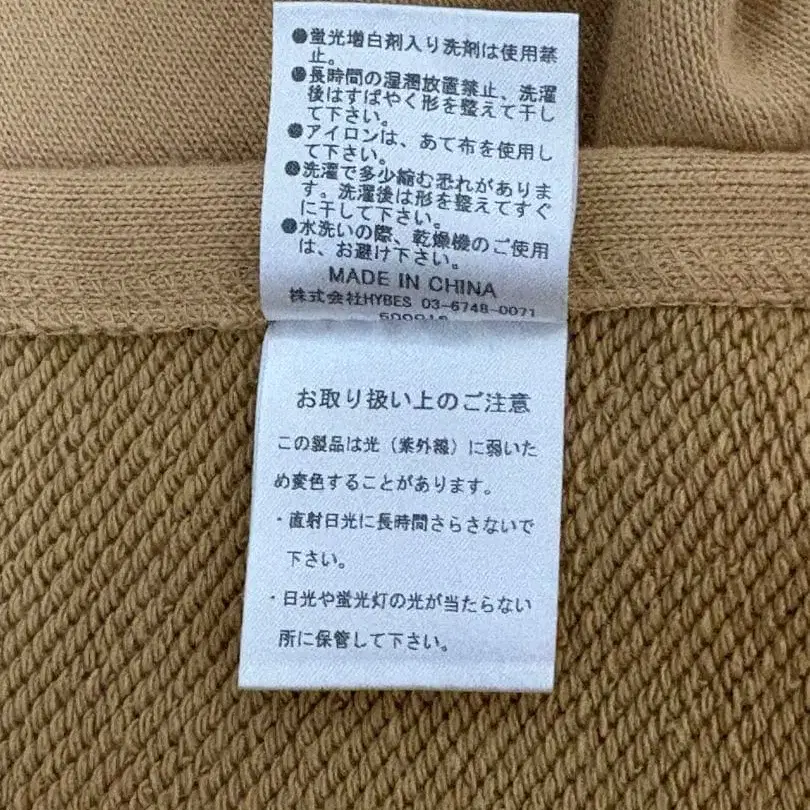 ●蛍光増白剤入り洗剤は使用禁
止。
●長時間の湿潤放置禁止、洗濯
後はすばやく形を整えて干し
て下さい。
●アイロンは、あて布を使用し
て下さい。
●洗濯で多少縮む恐れがありま
す。洗濯後は形を整えてすぐ
に干して下さい。
●水洗いの際、乾燥機のご使用
は、お避け下さい。
MADE IN CHINA
株式会社HYBES 03-6748-0071
お取り扱い上のご注意
この製品は光（紫外線）に弱いた
め変色することがあります。
・直射日光に長時間さらさないで
下さい。
・日光や蛍光灯の光が当たらない
所に保管して下さい。